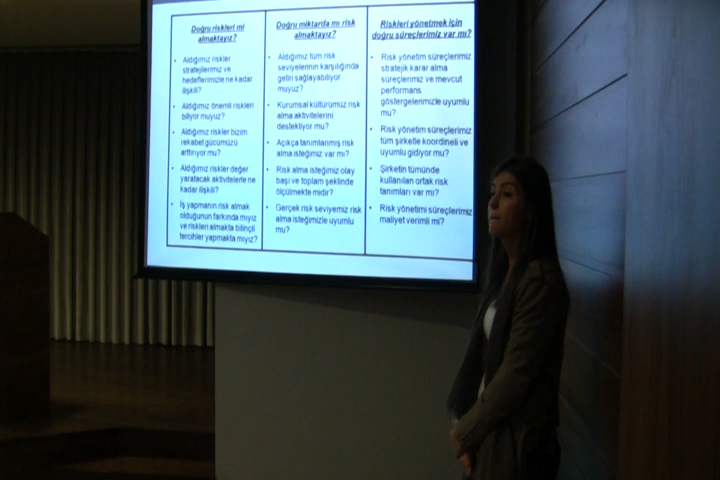 Doğru riskleri mi
almaktayız?
Aldığımız riskler
stratejilerimiz ve
hedeflerimizle ne kadar
ilişkili?
Aldığımız önemli riskleri
biliyor muyuz?
Aldığımız riskler bizim
rekabet gücümüzü
arttırıyor mu?
Aldığımız riskler değer
yaratacak aktivitelerle ne
kadar ilişkili?
İş yapmanın risk almak
olduğunun farkında mıyız
ve riskleri almakta bilinçli
tercihler yapmakta mıyız?
Doğru miktarda mı risk
almaktayız?
Aldığımız tüm risk
seviyelerinin karşılığında
getiri sağlayabiliyor
muyuz?
Kurumsal kültürümüz risk
alma aktivitelerini
destekliyor mu?
Açıkça tanımlanmış risk
alma isteğimiz var mı?
Risk alma isteğimiz olay
başı ve toplam şeklinde
ölçülmekte midir?
Gerçek risk seviyemiz risk
alma isteğimizle uyumlu
mu?
Riskleri yönetmek için
doğru süreçlerimiz var mı?
Risk yönetim süreçlerimiz
stratejik karar alma
süreçlerimiz ve mevcut
performans
göstergelerimizle uyumlu
mu?
Risk yönetim süreçlerimiz
tüm şirketle koordineli ve
uyumlu gidiyor mu?
Şirketin tümünde
kullanılan ortak risk
tanımları var mı?
Risk yönetimi süreçlerimiz
maliyet verimli mi?